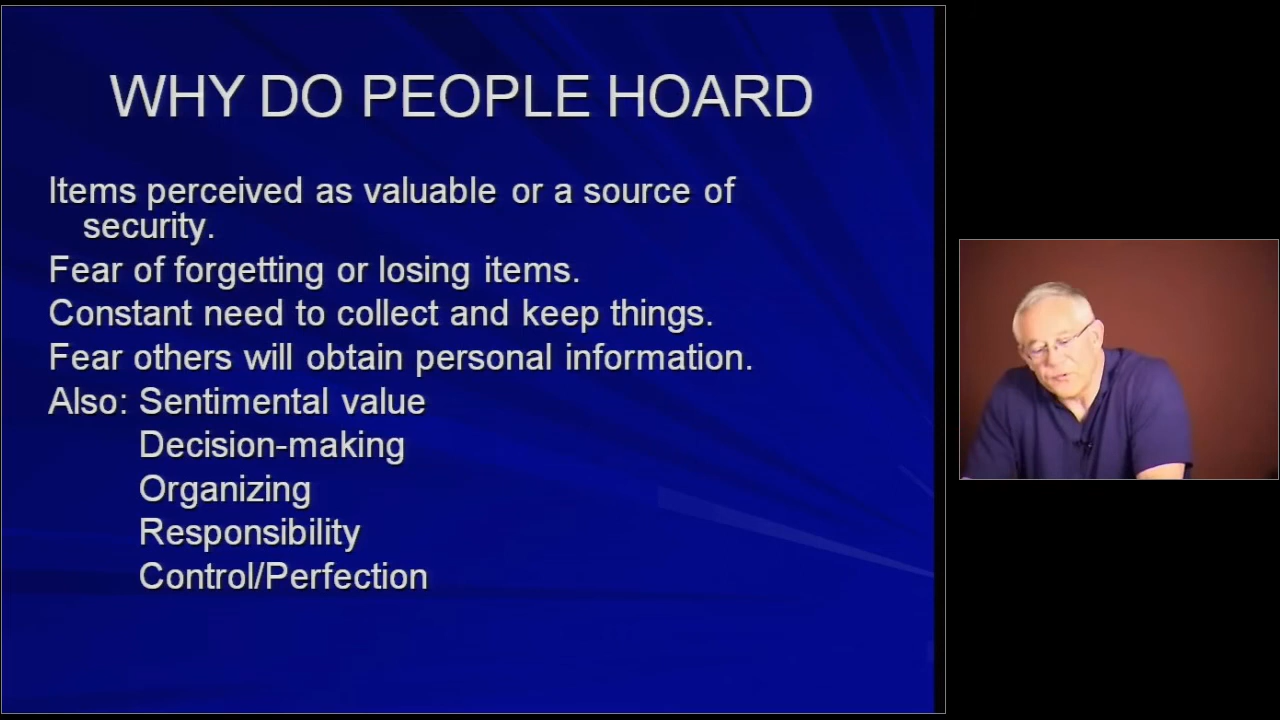 WHY DO PEOPLE HOARD
Items perceived as valuable or a source of
security.
Fear of forgetting or losing items.
Constant need to collect and keep things.
Fear others will obtain personal information.
Also: Sentimental value
Decision-making
Organizing
Responsibility
Control/Perfection